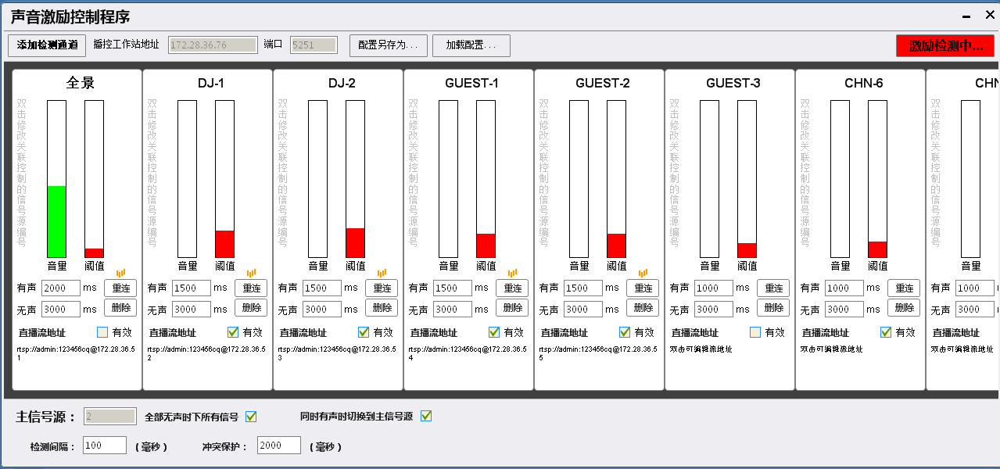 声音激励控制程序
添加检测通道 播控工作站地址 172.28.36.76 端口 5251 配置另存为... 加载配置... 激励检测中...
全景 DJ-1 DJ-2 GUEST-1 GUEST-2 GUEST-3 CHN-6 CHN
双击修改关联控制的信号源编号 双击修改关联控制的信号源编号 双击修改关联控制的信号源编号 双击修改关联控制的信号源编号 双击修改关联控制的信号源编号 双击修改关联控制的信号源编号 双击修改关联控制的信号源编号 双击修改关联控制的信号源编号
音量 阈值 音量 阈值 音量 阈值 音量 阈值 音量 阈值 音量 阈值 音量 阈值 音量
有声 2000 ms 重连 有声 1500 ms 重连 有声 1500 ms 重连 有声 1500 ms 重连 有声 1500 ms 重连 有声 1000 ms 重连 有声 1000 ms 重连 有声 1000
无声 3000 ms 删除 无声 3000 ms 删除 无声 3000 ms 删除 无声 3000 ms 删除 无声 3000 ms 删除 无声 3000 ms 删除 无声 3000 ms 删除 无声 3000
直播流地址 有效 直播流地址 有效 直播流地址 有效 直播流地址 有效 直播流地址 有效 直播流地址 有效 直播流地址 有效 直播流地址
rtsp://admin:123456cq@172.28.36.5 rtsp://admin:123456cq@172.28.36.5 rtsp://admin:123456cq@172.28.36.5 rtsp://admin:123456cq@172.28.36.5 rtsp://admin:123456cq@172.28.36.5 双击可编辑流地址 双击可编辑流地址 双击可编辑流地址
1 2 3 4 5
主信号源： 2 全部无声时下所有信号 同时有声时切换到主信号源
检测间隔： 100 (毫秒) 冲突保护： 2000 (毫秒)